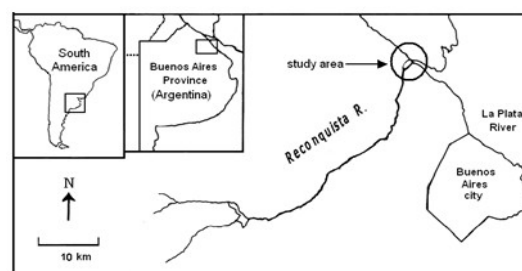 South
America
Buenos Aires
Province
(Argentina)
study area
Reconquista R.
La Plata
River
Buenos
Aires
city
N
10 km